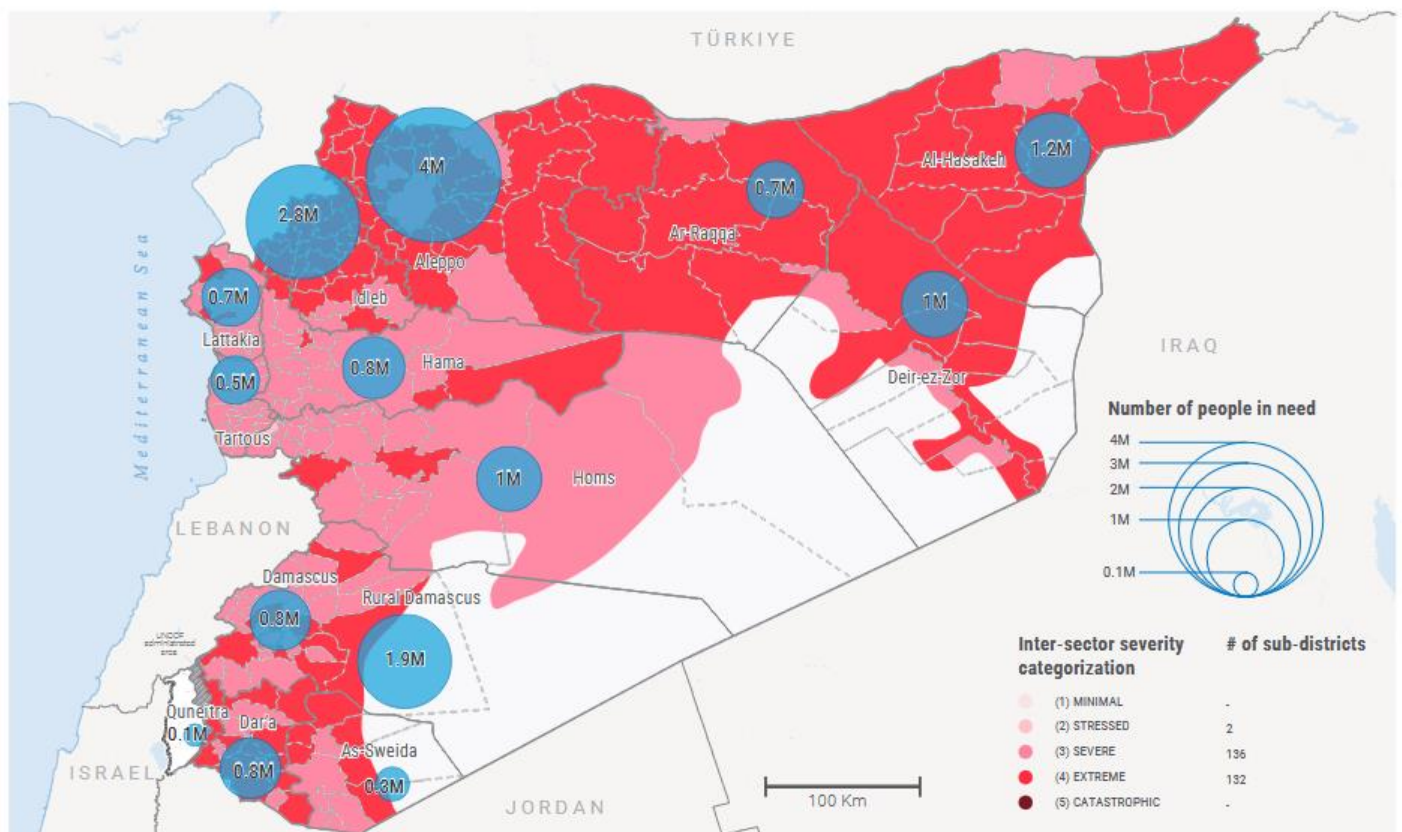 TÜRKIYE
4M
1.2M
Al-Hasakeh
0.7M
2.8M
Ar-Raqqa
Aleppo
Mediterranean Sea
0.7M
Idleb
1M
Lattakia
IRAQ
Hama
0.8M
0.5M
Deir-ez-Zor
Tartous
1M
Homs
LEBANON
Damascus
Rural Damascus
0.8M
UNDOF
administrated
area
1.9M
Quneitra
Dar'a
0.1M
As-Sweida
ISRAEL
0.8M
0.3M
JORDAN
100 Km
Number of people in need
4M
3M
2M
1M
0.1M
Inter-sector severity categorization # of sub-districts
(1) MINIMAL -
(2) STRESSED 2
(3) SEVERE 136
(4) EXTREME 132
(5) CATASTROPHIC -